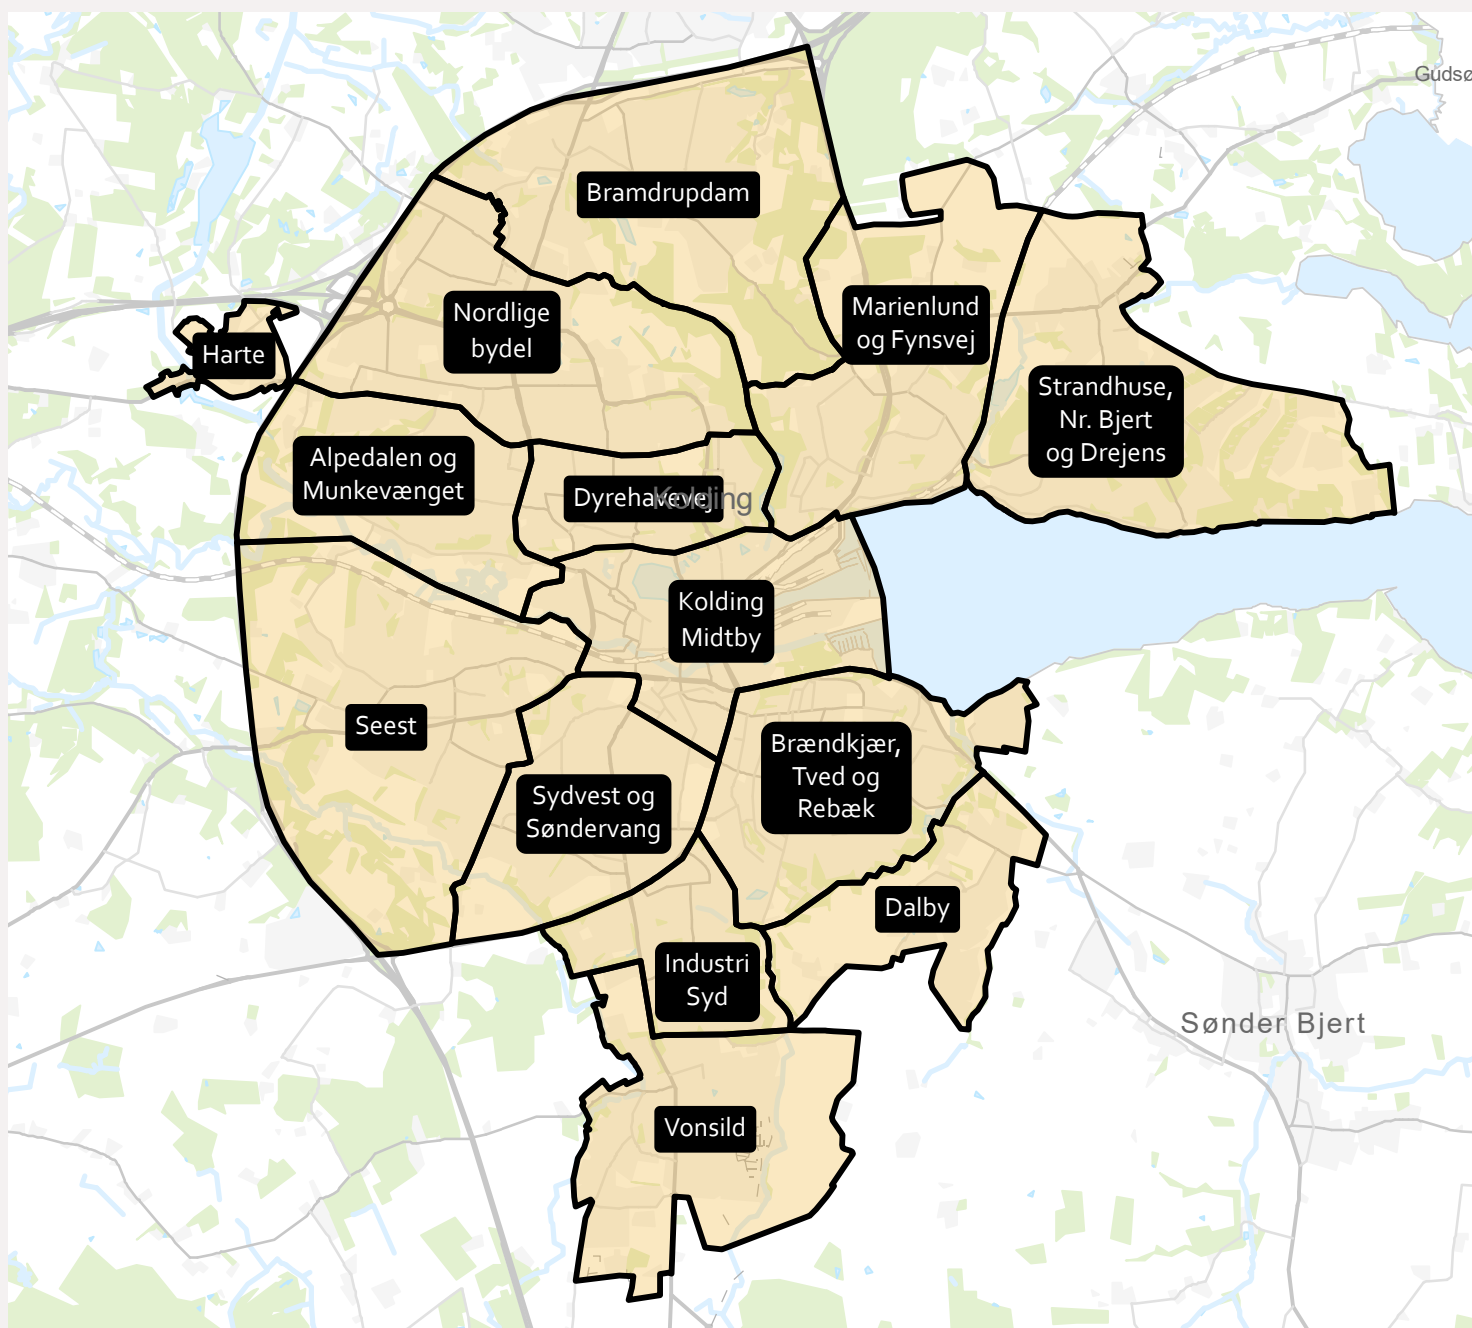 Gudsø
Bramdrupdam
Nordlige
bydel
Marienlund
og Fynsvej
Harte
Strandhuse,
Nr. Bjert
og Drejens
Alpedalen og
Munkevænget
Dyrehavevej
Kolding
Kolding
Midtby
Seest
Brændkjær,
Tved og
Rebæk
Sydvest og
Søndervang
Dalby
Industri
Syd
Sønder Bjert
Vonsild